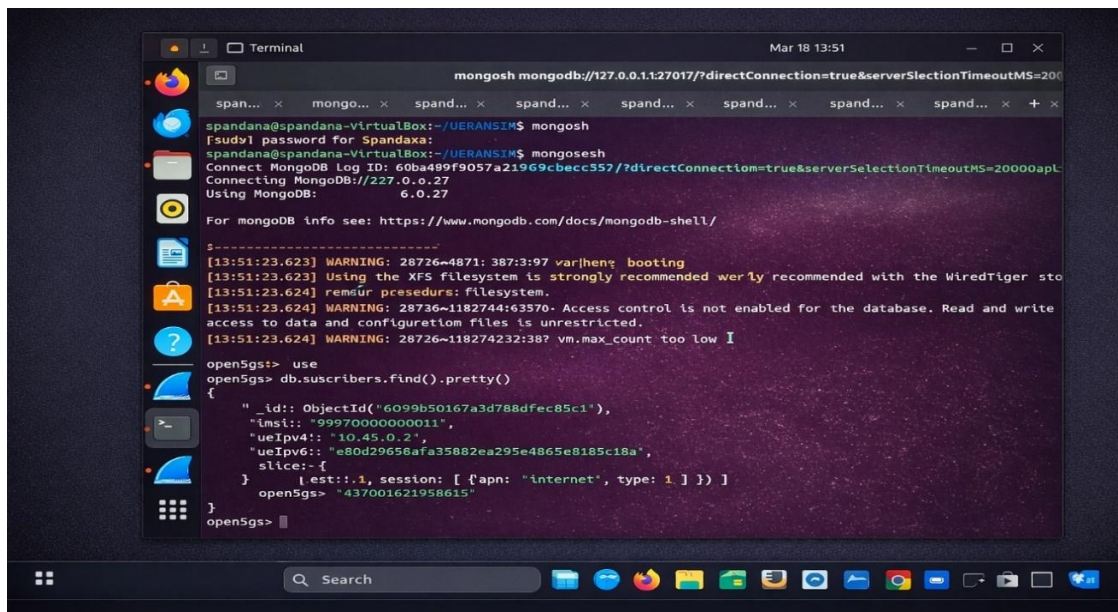 Terminal
Mar 18 13:51
mongosh mongodb://127.0.0.1.1:27017/?directConnection=true&serverSlectionTimeoutMS=200
span... mongo... spand... spand... spand... spand... spand... spand...
spandana@spandana-VirtualBox:~/UERANSIM$ mongosh
[sudy] password for Spandaxa:
spandana@spandana-VirtualBox:~/UERANSIM$ mongosesh
Connect MongoDB Log ID: 60ba499f9057a21969cbecc557/?directConnectiom=true&serverSelectionTimeoutMS=20000apL
Connecting MongoDB://227.0.0.27
Using MongoDB: 6.0.27
For mongoDB info see: https://www.mongodb.com/docs/mongodb-shell/
s----------------------------
[13:51:23.623] WARNING: 28726~4871: 387:3:97 booting
[13:51:23.623] Using the XFS filesystem is strongly recommended recommended with the WiredTiger sto
[13:51:23.624] filesystem.
[13:51:23.624] WARNING: 28736~1182744:63570- Access control is not enabled for the database. Read and write
access to data and configuretiom files is unrestricted.
[13:51:23.624] WARNING: 28726~118274232:38? vm.max_count too low
open5gs:> use
open5gs> db.suscribers.find().pretty()
{
" _id!: ObjectId("6099b50167a3d788dfec85c1"),
"imsi:: "99970000000011",
"ueIpv4!: "10.45.0.2",
"ueIpv6:: "e80d29656afa35882ea295e4865e8185c18a",
slice:-{
} [.est::.1, session: [ {'apn: "internet", type: 1 ] }) ]
open5gs> "437001621958615"
}
open5gs>
Search